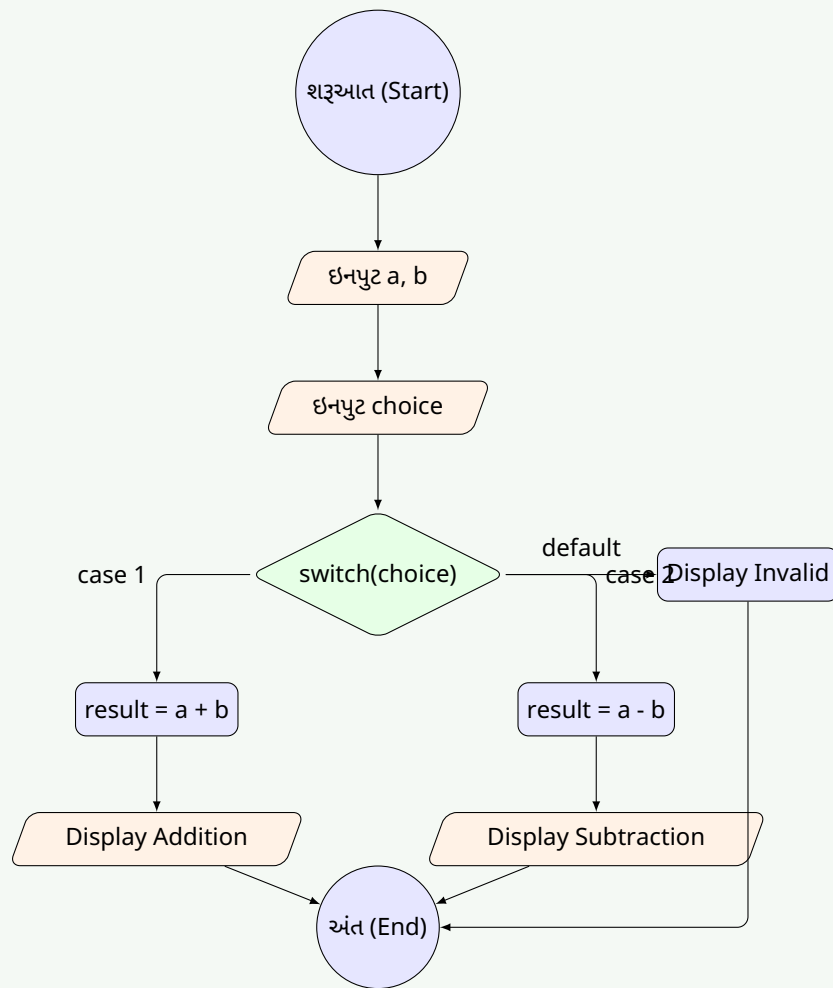 શરૂઆત (Start)
ઇનપુટ a, b
ઇનપુટ choice
default
case 1
switch(choice)
case 2
Display Invalid
result = a + b
result = a - b
Display Addition
Display Subtraction
અંત (End)